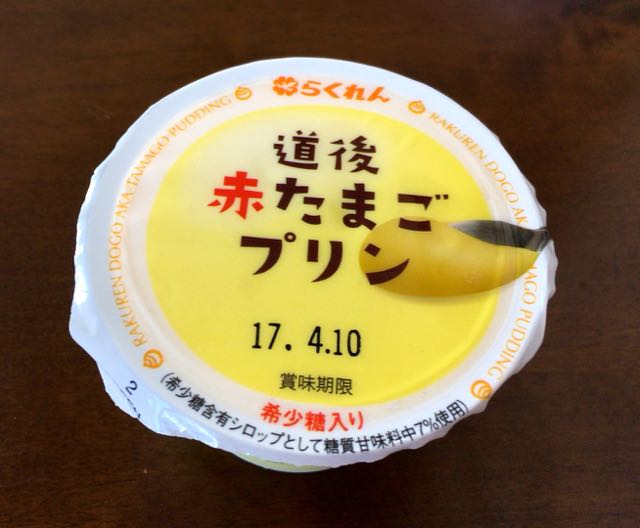 らくれん
RAKUREN DOGO AKA-TAMAGO PUDDING
RAKUREN DOGO AKA
TAMAGO PUDDING
道後
赤たまご
プリン
17. 4.10
賞味期限
希少糖入り
(希少糖含有シロップとして糖質甘味料中7%使用)
2